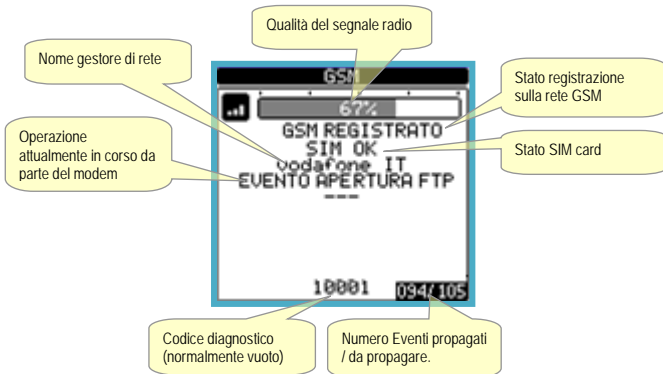 Qualità del segnale radio
Nome gestore di rete
GSM
Stato registrazione
sulla rete GSM
67%
GSM REGISTRATO
Operazione
attualmente in corso da
parte del modem
SIM OK
Stato SIM card
vodafone IT
EVENTO APERTURA FTP
---
10001
094/105
Codice diagnostico
(normalmente vuoto)
Numero Eventi propagati
/ da propagare.